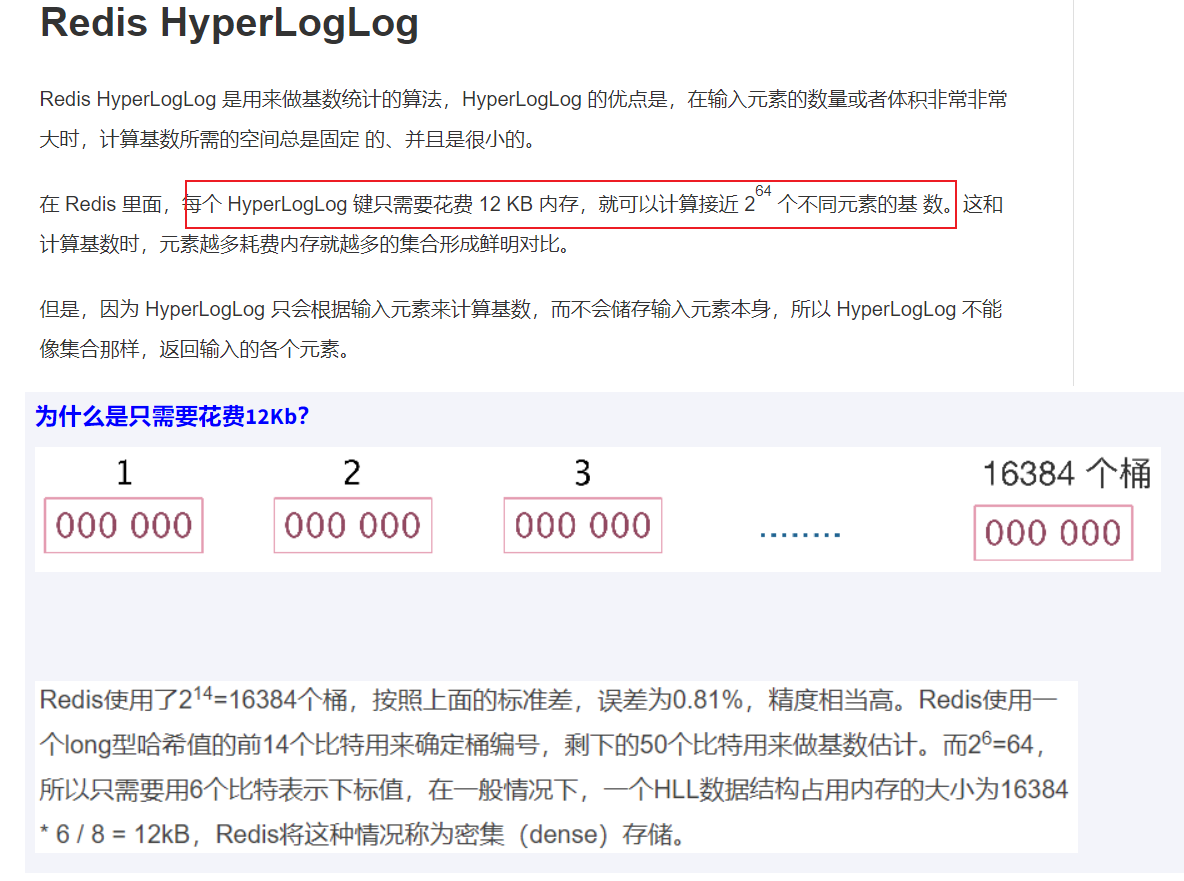 Redis HyperLogLog
Redis HyperLogLog 是用来做基数统计的算法，HyperLogLog 的优点是，在输入元素的数量或者体积非常非常
大时，计算基数所需的空间总是固定 的、并且是很小的。
在 Redis 里面，每个 HyperLogLog 键只需要花费 12 KB 内存，就可以计算接近 2^64 个不同元素的基 数。这和
计算基数时，元素越多耗费内存就越多的集合形成鲜明对比。
但是，因为 HyperLogLog 只会根据输入元素来计算基数，而不会储存输入元素本身，所以 HyperLogLog 不能
像集合那样，返回输入的各个元素。
为什么是只需要花费12Kb?
1 2 3 16384 个桶
000 000 000 000 000 000 ........ 000 000
Redis使用了2^14=16384个桶，按照上面的标准差，误差为0.81%，精度相当高。Redis使用一
个long型哈希值的前14个比特用来确定桶编号，剩下的50个比特用来做基数估计。而2^6=64，
所以只需要用6个比特表示下标值，在一般情况下，一个HLL数据结构占用内存的大小为16384
* 6 / 8 = 12kB，Redis将这种情况称为密集（dense）存储。